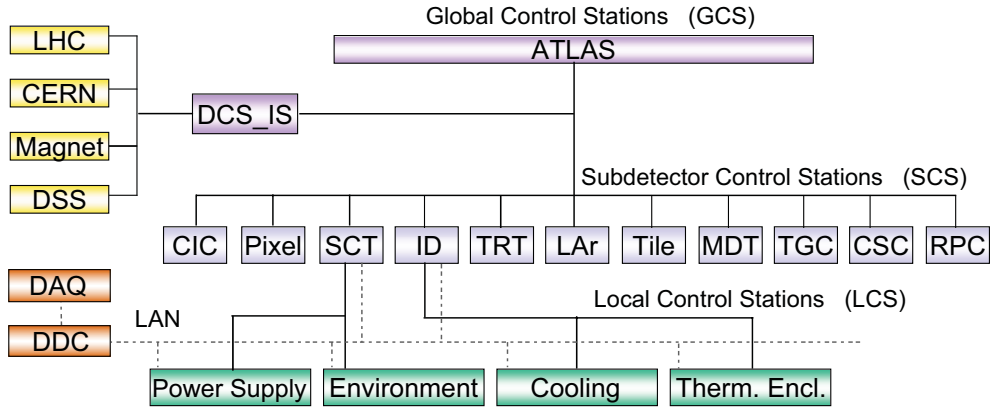 Global Control Stations (GCS)
LHC
ATLAS
CERN
DCS_IS
Magnet
DSS
Subdetector Control Stations (SCS)
CIC Pixel SCT ID TRT LAr Tile MDT TGC CSC RPC
DAQ
Local Control Stations (LCS)
LAN
DDC
Power Supply Environment Cooling Therm. Encl.